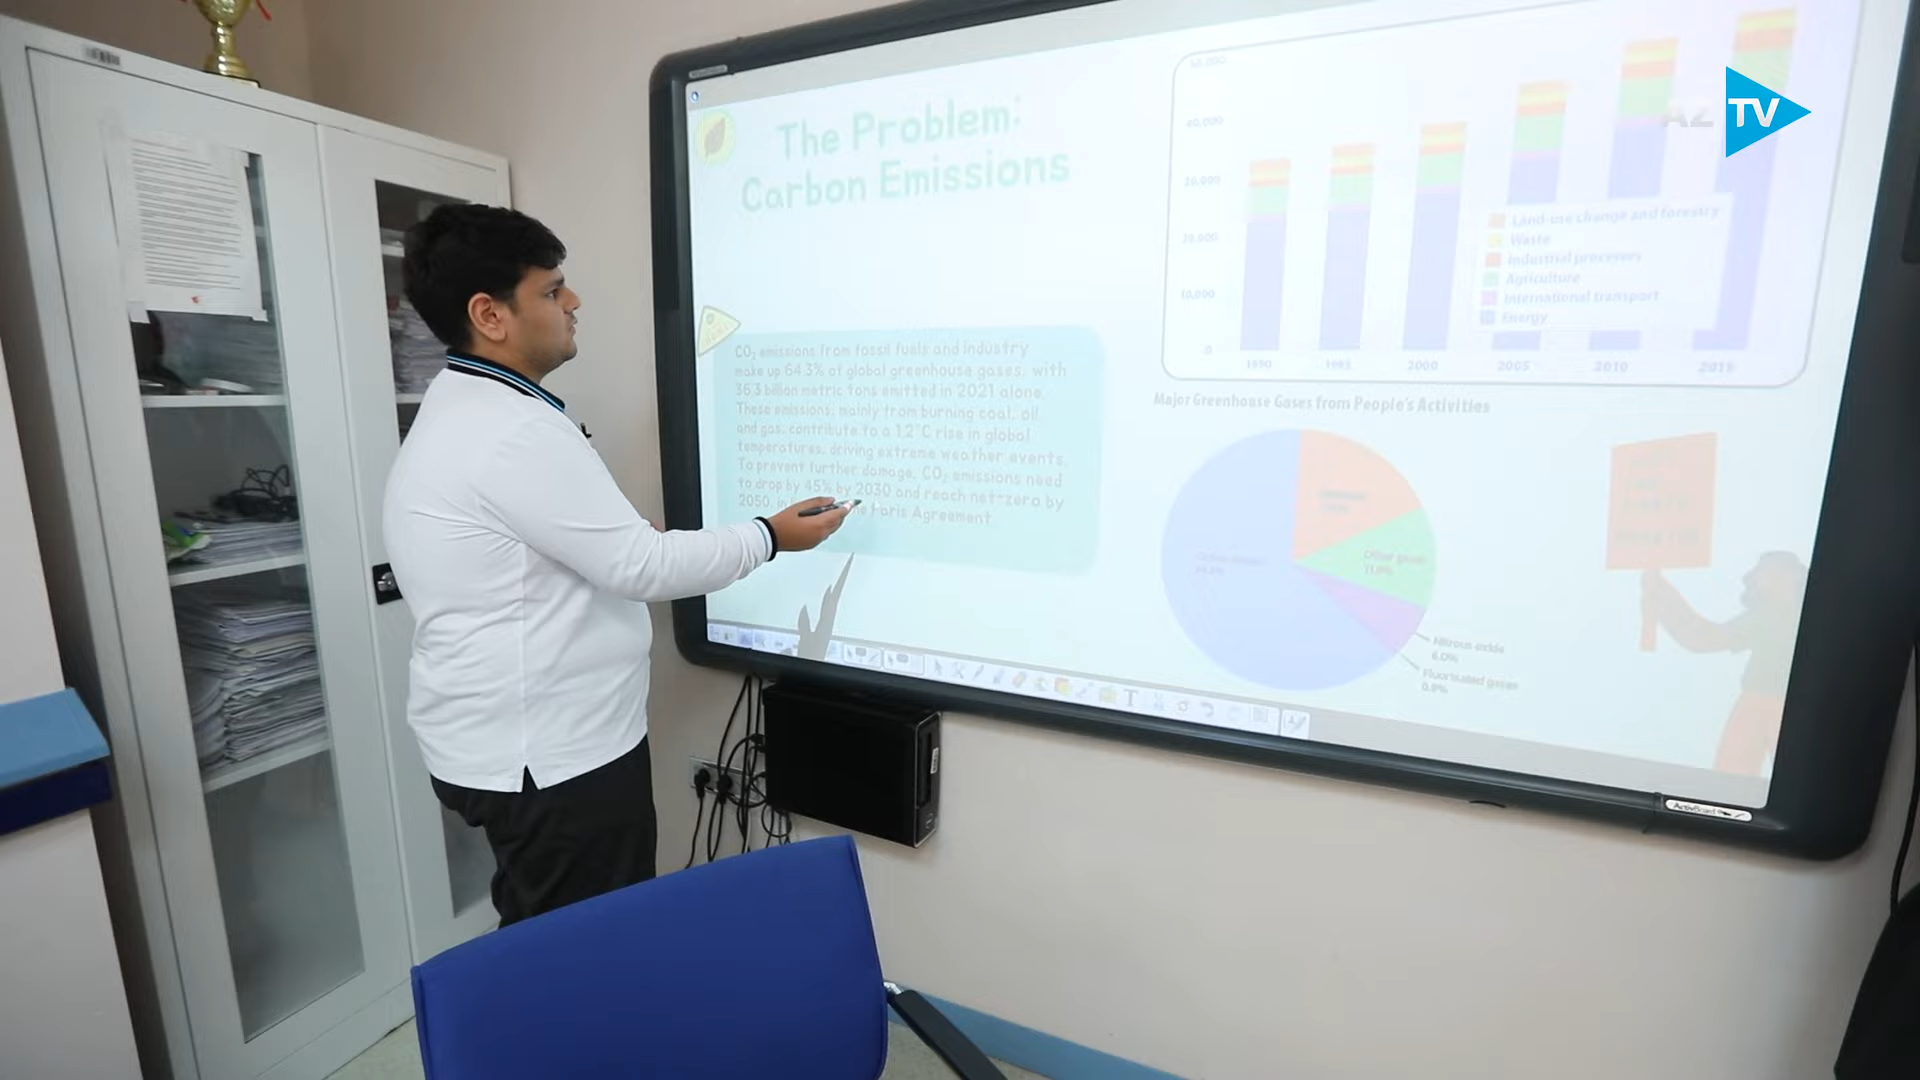 The Problem:
Carbon Emissions
CO₂ emissions from fossil fuels and industry
make up 64.3% of global greenhouse gases, with
36.3 billion metric tons emitted in 2021 alone.
These emissions, mainly from burning coal, oil,
and gas, contribute to a 1.2°C rise in global
temperatures, driving extreme weather events.
To prevent further damage, CO₂ emissions need
to drop by 45% by 2030 and reach net-zero by
2050, in Paris Agreement.
40,000
10,000
0
1990
2000
2005
2010
2015
Land-use change and forestry
Waste
Industrial processes
Agriculture
International transport
Energy
Major Greenhouse Gases from People's Activities
Other gases
Nitrous oxide
6.0%
Fluorinated gases
AZ TV
ActivBoard